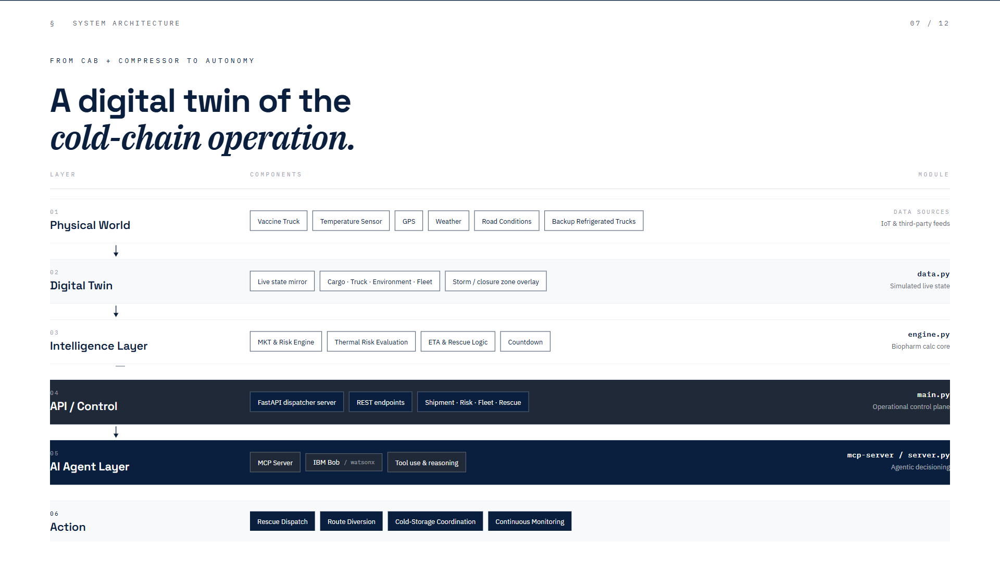 § SYSTEM ARCHITECTURE 07 / 12
FROM CAB + COMPRESSOR TO AUTONOMY
A digital twin of the
cold-chain operation.
LAYER COMPONENTS MODULE
01
Physical World
Vaccine Truck Temperature Sensor GPS Weather Road Conditions Backup Refrigerated Trucks
DATA SOURCES
IoT & third-party feeds
02
Digital Twin
Live state mirror Cargo · Truck · Environment · Fleet Storm / closure zone overlay
data.py
Simulated live state
03
Intelligence Layer
MKT & Risk Engine Thermal Risk Evaluation ETA & Rescue Logic Countdown
engine.py
Biopharm calc core
04
API / Control
FastAPI dispatcher server REST endpoints Shipment · Risk · Fleet · Rescue
main.py
Operational control plane
05
AI Agent Layer
MCP Server IBM Bob / watsonx Tool use & reasoning
mcp-server / server.py
Agentic decisioning
06
Action
Rescue Dispatch Route Diversion Cold-Storage Coordination Continuous Monitoring